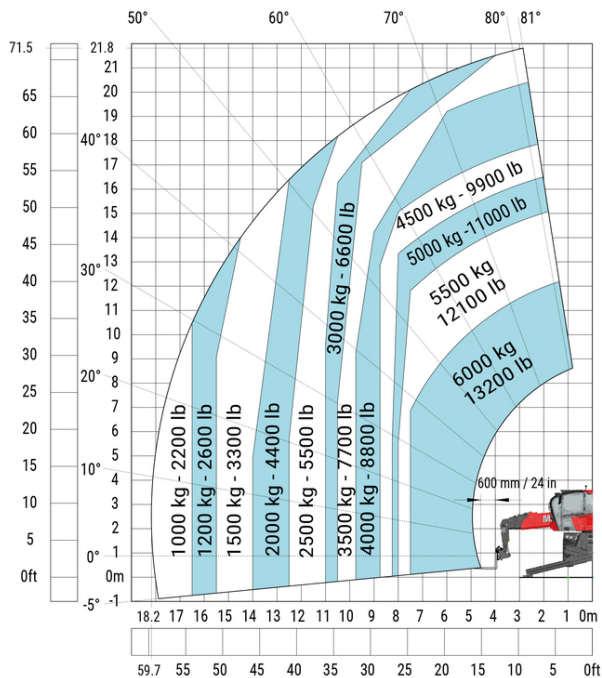 50°
60°
70°
80°
81°
71.5
21.8
21
65
20
19
60
40°
18
17
55
16
15
50
14
45
13
30°
12
40
11
35
10
9
30
8
20°
25
7
6
20
5
15
4
10°
3
10
2
5
0°
1
0ft
0m
-5°
-1
1000 kg - 2200 lb
1200 kg - 2600 lb
1500 kg - 3300 lb
2000 kg - 4400 lb
2500 kg - 5500 lb
3000 kg - 6600 lb
3500 kg - 7700 lb
4000 kg - 8800 lb
4500 kg - 9900 lb
5000 kg -11000 lb
5500 kg
12100 lb
6000 kg
13200 lb
600 mm / 24 in
18.2 17 16 15 14 13 12 11 10 9 8 7 6 5 4 3 2 1 0m
59.7 55 50 45 40 35 30 25 20 15 10 5 0ft